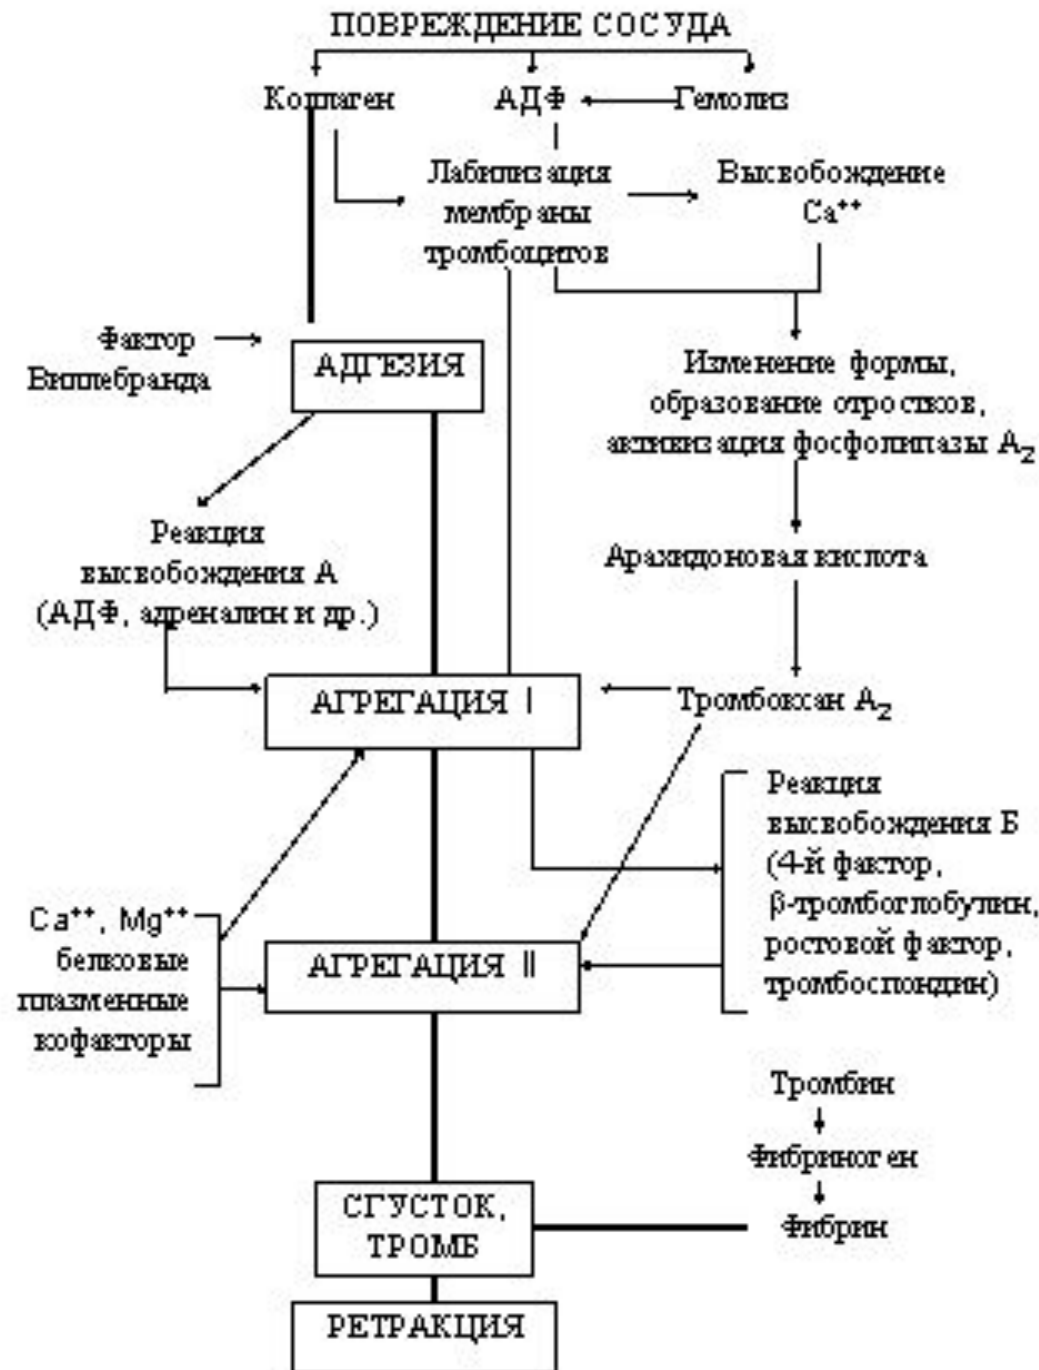 ПОВРЕЖДЕНИЕ СОСУДА
Коллаген
АДФ
Гемолиз
Лабилизация
мембраны
тромбоцитов
Высвобождение
Ca⁺⁺
Фактор
Виллебранда
АДГЕЗИЯ
Изменение формы,
образование отростков,
активизация фосфолипазы A₂
Реакция
высвобождения А
(АДФ, адреналин и др.)
Арахидоновая кислота
АГРЕГАЦИЯ I
Тромбоксан A₂
Реакция
высвобождения Б
(4-й фактор,
β-тромбоглобулин,
ростовой фактор,
тромбоспондин)
Ca⁺⁺, Mg⁺⁺
белковые
плазменные
кофакторы
АГРЕГАЦИЯ II
Тромбин
Фибриноген
Фибрин
СГУСТОК,
ТРОМБ
РЕТРАКЦИЯ